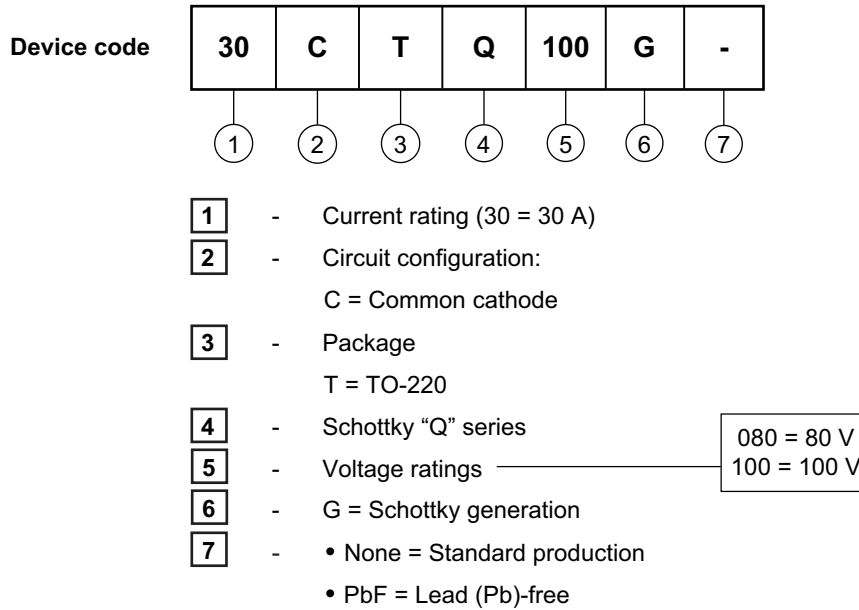 Device code 30 C T Q 100 G -
1 2 3 4 5 6 7
1 - Current rating (30 = 30 A)
2 - Circuit configuration:
C = Common cathode
3 - Package
T = TO-220
4 - Schottky “Q” series
5 - Voltage ratings
080 = 80 V
100 = 100 V
6 - G = Schottky generation
7 - • None = Standard production
• PbF = Lead (Pb)-free